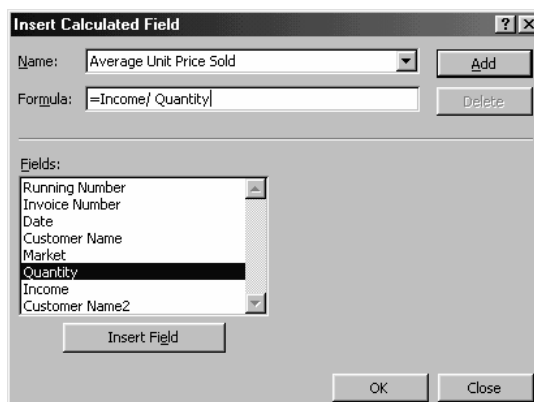 Insert Calculated Field
Name: Average Unit Price Sold Add
Formula: =Income/ Quantity Delete
Fields:
Running Number
Invoice Number
Date
Customer Name
Market
Quantity
Income
Customer Name2
Insert Field
OK Close